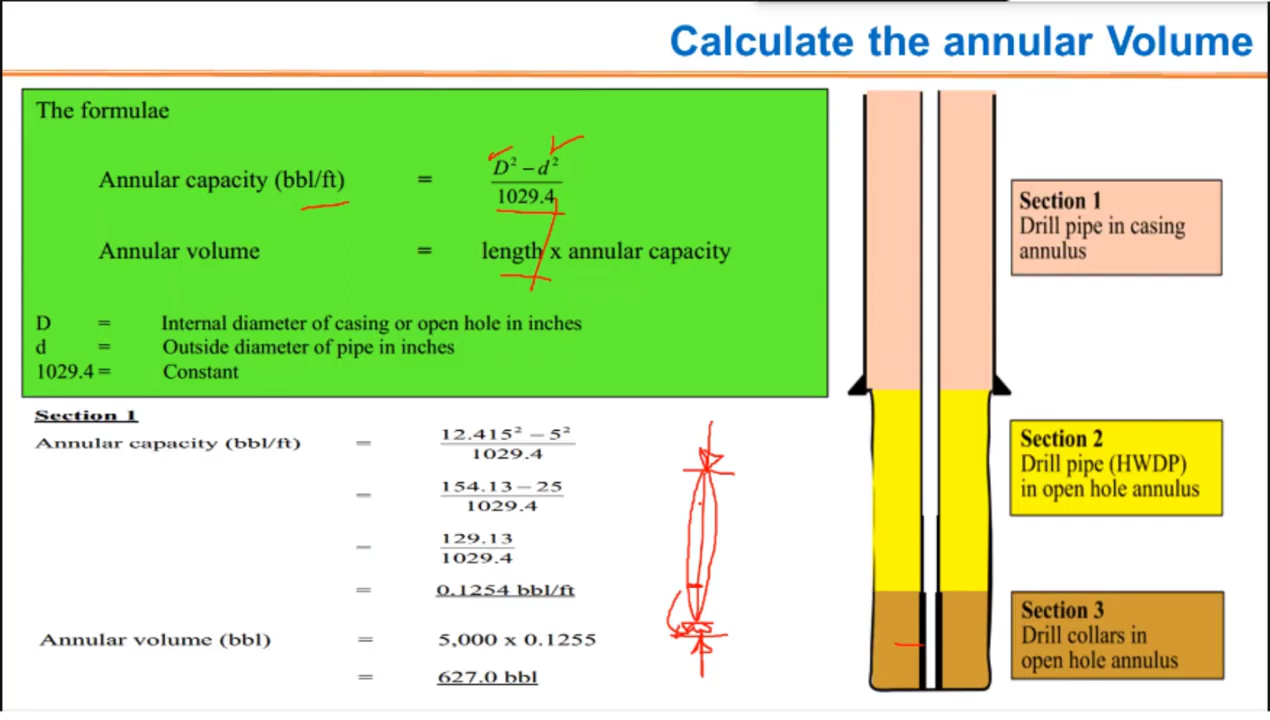 Calculate the annular Volume
The formulae
Annular capacity (bbl/ft) = D² – d² / 1029.4
Annular volume = length x annular capacity
D = Internal diameter of casing or open hole in inches
d = Outside diameter of pipe in inches
1029.4 = Constant
Section 1
Annular capacity (bbl/ft) = 12.415² – 5² / 1029.4
= 154.13 – 25 / 1029.4
= 129.13 / 1029.4
= 0.1254 bbl/ft
Annular volume (bbl) = 5,000 x 0.1255
= 627.0 bbl
Section 1
Drill pipe in casing
annulus
Section 2
Drill pipe (HWDP)
in open hole annulus
Section 3
Drill collars in
open hole annulus